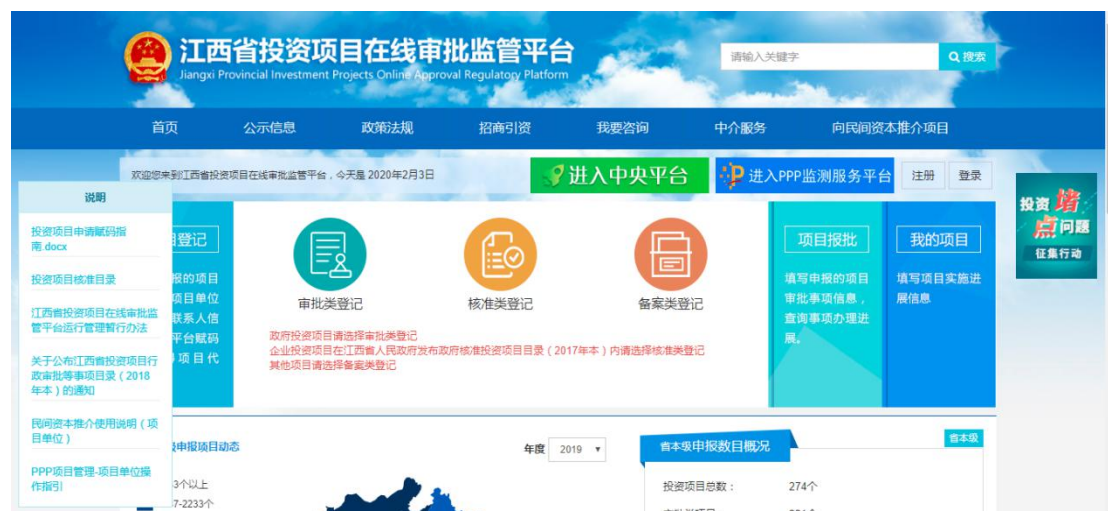 江西省投资项目在线审批监管平台
Jiangxi Provincial Investment Projects Online Approval Regulatory Platform
请输入关键字
搜索
首页
公示信息
政策法规
招商引资
我要咨询
中介服务
向民间资本推介项目
欢迎您来到江西省投资项目在线审批监管平台，今天是 2020年2月3日
进入中央平台
进入PPP监测服务平台
注册
登录
说明
投资项目申请赋码指
南.docx
投资项目核准目录
江西省投资项目在线审批监
管平台运行管理暂行办法
关于公布江西省投资项目行
政审批等事项目录（2018
年本）的通知
民间资本推介使用说明（项
目单位）
PPP项目管理-项目单位操
作指引
登记
报的项目
项目单位
联系人信
平台赋码
项目代
审批类登记
核准类登记
备案类登记
政府投资项目请选择审批类登记
企业投资项目在江西省人民政府发布政府核准投资项目目录（2017年本）内请选择核准类登记
其他项目请选择备案类登记
项目报批
填写申报的项目
审批事项信息，
查询事项办理进
展。
我的项目
填写项目实施进
展信息
投资堵
点问题
征集行动
申报项目动态
年度
2019
3个以上
7-2233个
省本级申报数目概况
省本级
投资项目总数：
274个